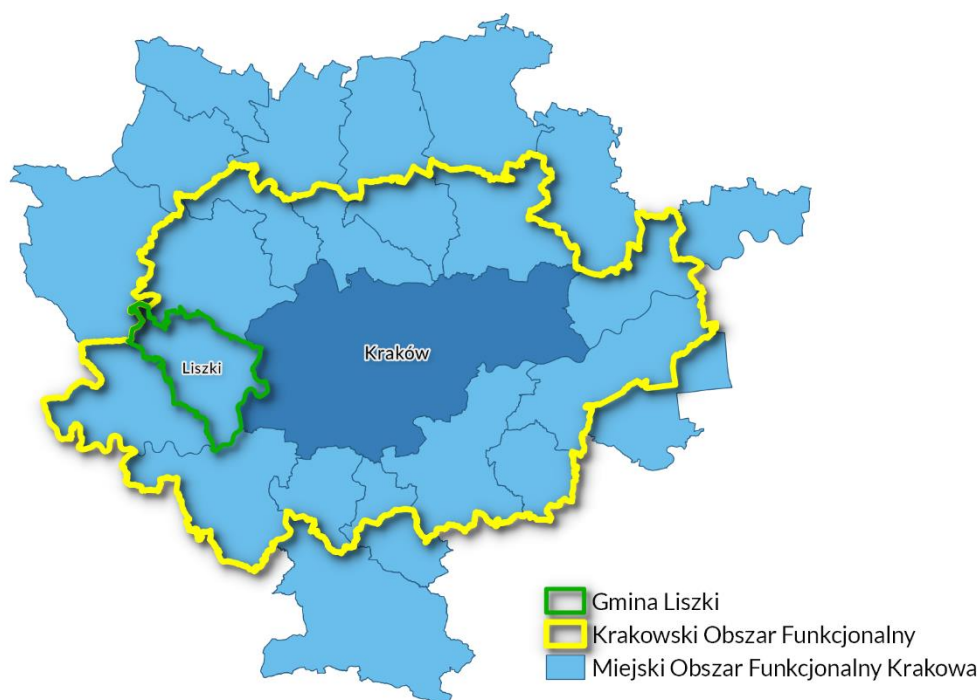 Kraków
Liszki
Gmina Liszki
Krakowski Obszar Funkcjonalny
Miejski Obszar Funkcjonalny Krakowa